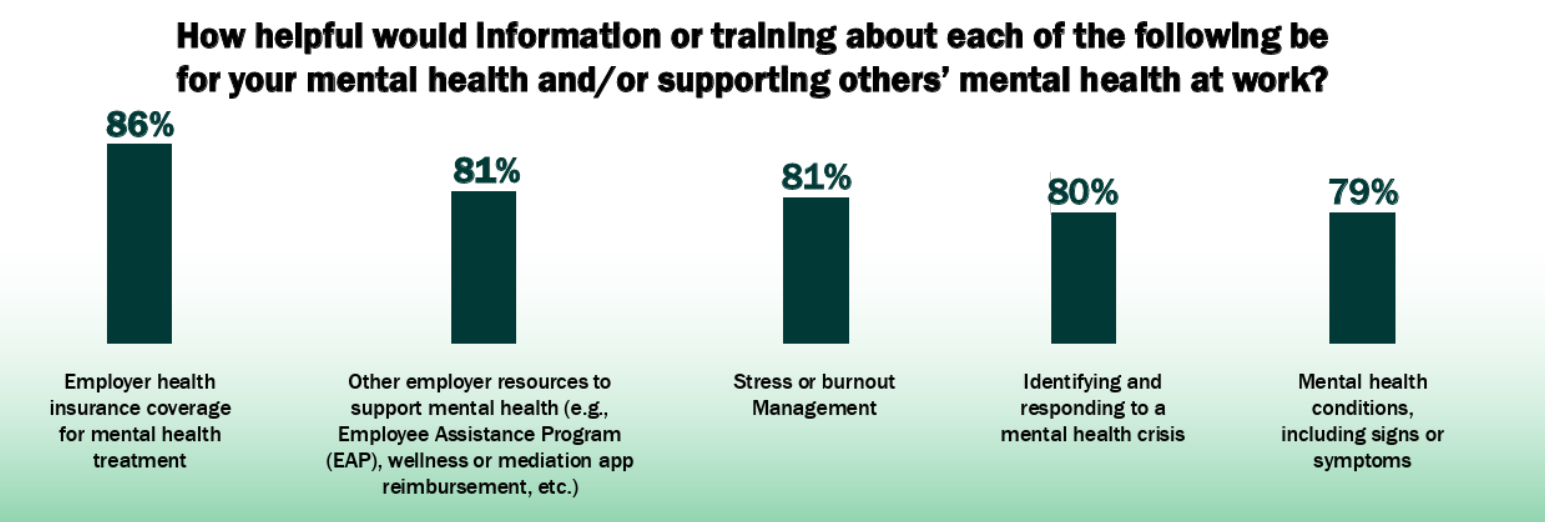 How helpful would information or training about each of the following be
for your mental health and/or supporting others’ mental health at work?
86%
81%
81%
80%
79%
Employer health
insurance coverage
for mental health
treatment
Other employer resources to
support mental health (e.g.,
Employee Assistance Program
(EAP), wellness or mediation app
reimbursement, etc.)
Stress or burnout
Management
Identifying and
responding to a
mental health crisis
Mental health
conditions,
including signs or
symptoms